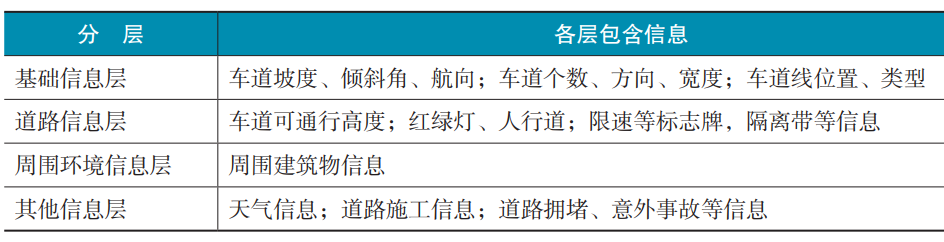 分 层 各层包含信息
基础信息层 车道坡度、倾斜角、航向；车道个数、方向、宽度；车道线位置、类型
道路信息层 车道可通行高度；红绿灯、人行道；限速等标志牌，隔离带等信息
周围环境信息层 周围建筑物信息
其他信息层 天气信息；道路施工信息；道路拥堵、意外事故等信息